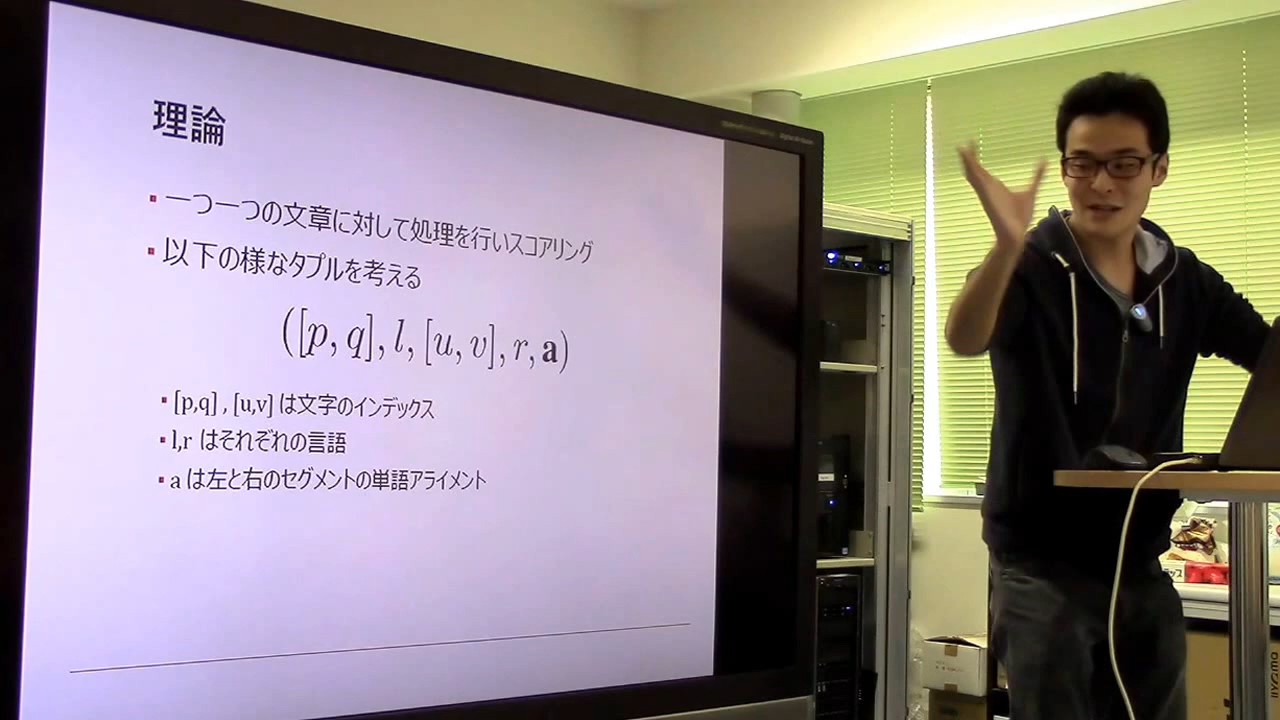 理論
一つ一つの文章に対して処理を行いスコアリング
以下の様なタプルを考える
([p, q], l, [u, v], r, a)
[p,q] , [u,v] は文字のインデックス
l,r はそれぞれの言語
a は左と右のセグメントの単語アライメント